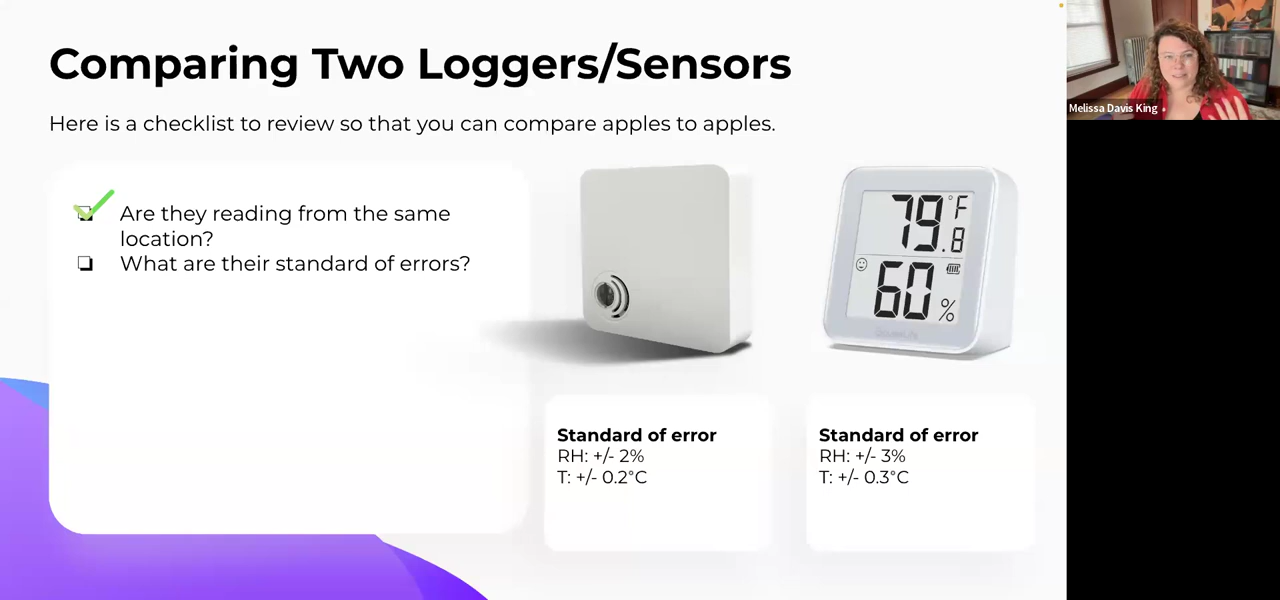 Comparing Two Loggers/Sensors
Here is a checklist to review so that you can compare apples to apples.
Are they reading from the same
location?
What are their standard of errors?
79.8 °F
60 %
Standard of error
RH: +/- 2%
T: +/- 0.2°C
Standard of error
RH: +/- 3%
T: +/- 0.3°C
Melissa Davis King